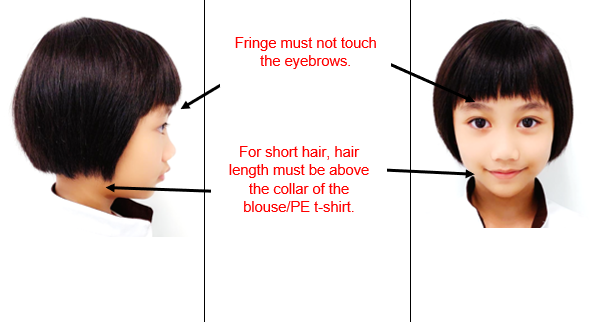 Fringe must not touch
the eyebrows.
For short hair, hair
length must be above
the collar of the
blouse/PE t-shirt.